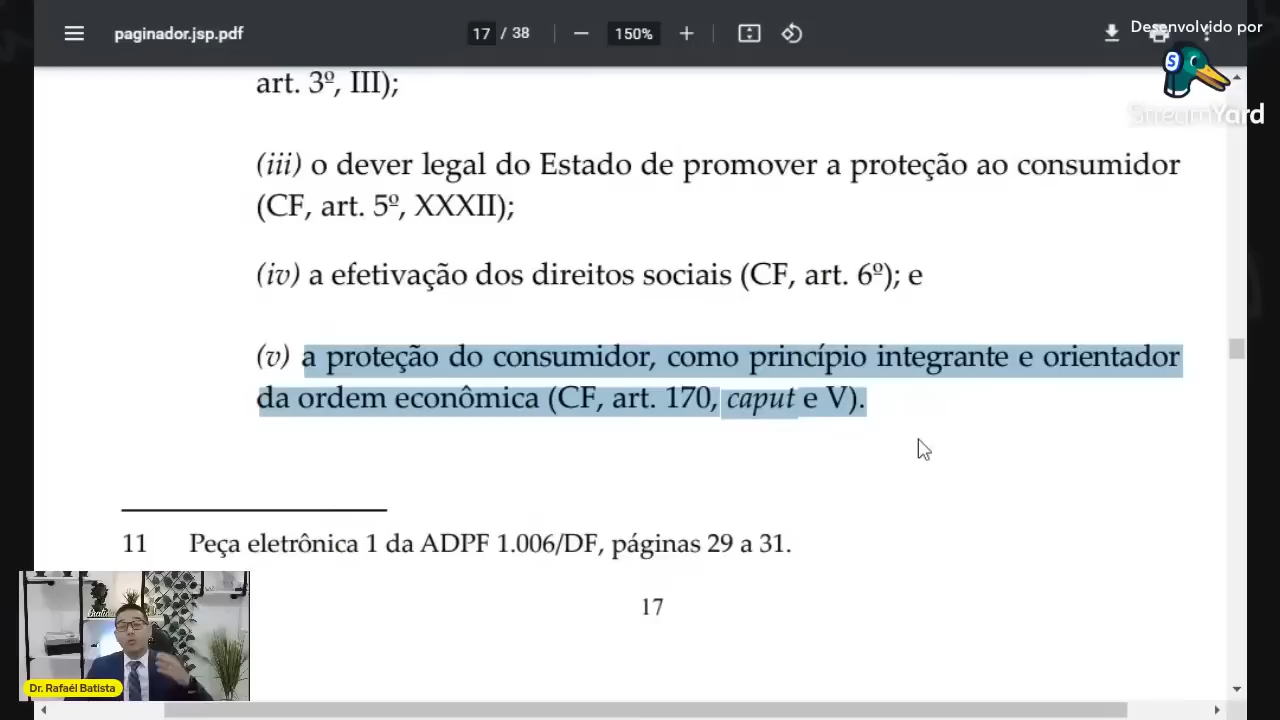 paginador.jsp.pdf
17 / 38
150%
Desenvolvido por
StreamYard
art. 3º, III);
(iii) o dever legal do Estado de promover a proteção ao consumidor
(CF, art. 5º, XXXII);
(iv) a efetivação dos direitos sociais (CF, art. 6º); e
(v) a proteção do consumidor, como princípio integrante e orientador
da ordem econômica (CF, art. 170, caput e V).
11 Peça eletrônica 1 da ADPF 1.006/DF, páginas 29 a 31.
17
Dr. Rafaél Batista